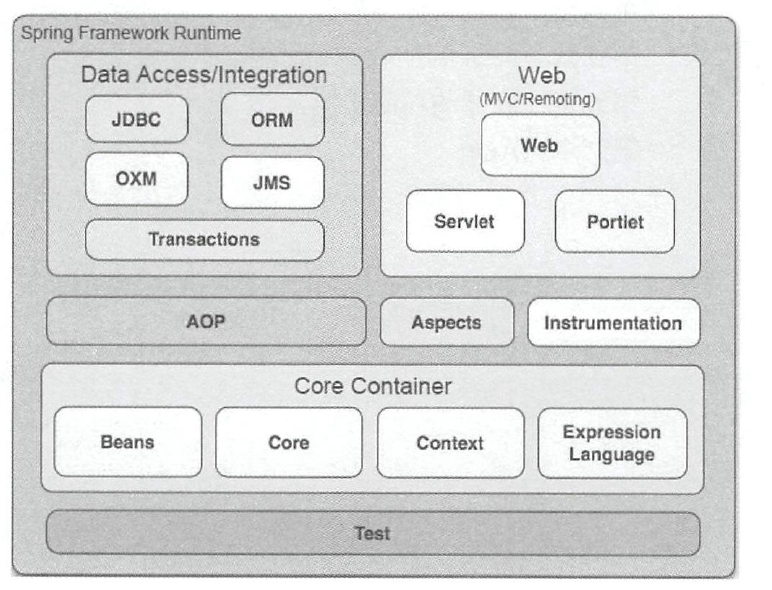 Spring Framework Runtime
Data Access/Integration
JDBC
ORM
OXM
JMS
Transactions
Web
(MVC/Remoting)
Web
Servlet
Portlet
AOP
Aspects
Instrumentation
Core Container
Beans
Core
Context
Expression
Language
Test